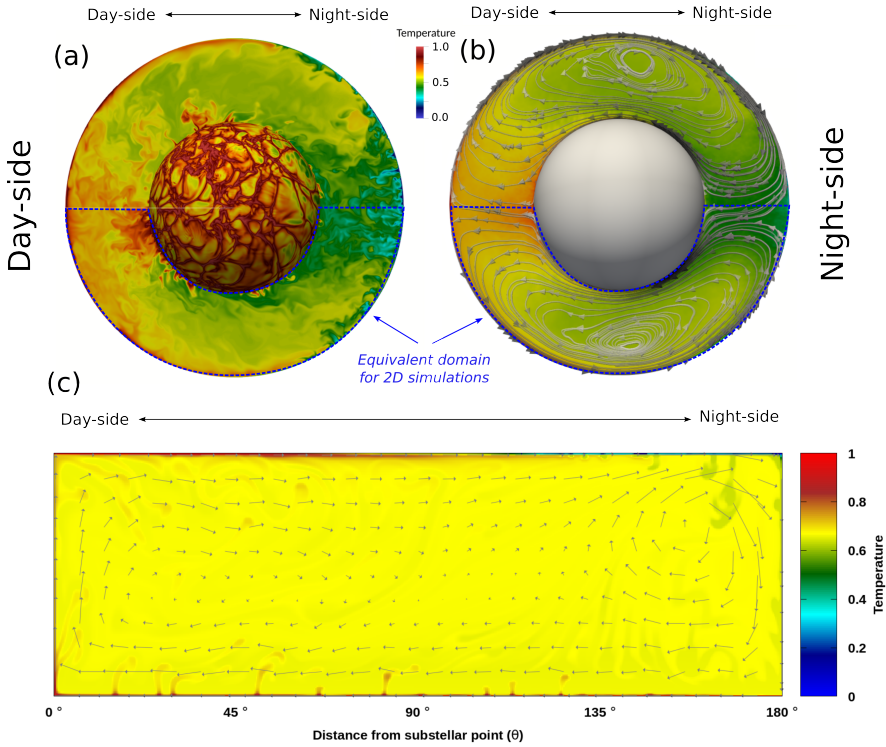 Day-side Night-side
Day-side Night-side
(a)
Temperature
1.0
0.5
0.0
(b)
Day-side
Night-side
Equivalent domain
for 2D simulations
(c)
Day-side Night-side
1
0.8
0.6
0.4
0.2
0
Temperature
0 ° 45 ° 90 ° 135 ° 180 °
Distance from substellar point (θ)